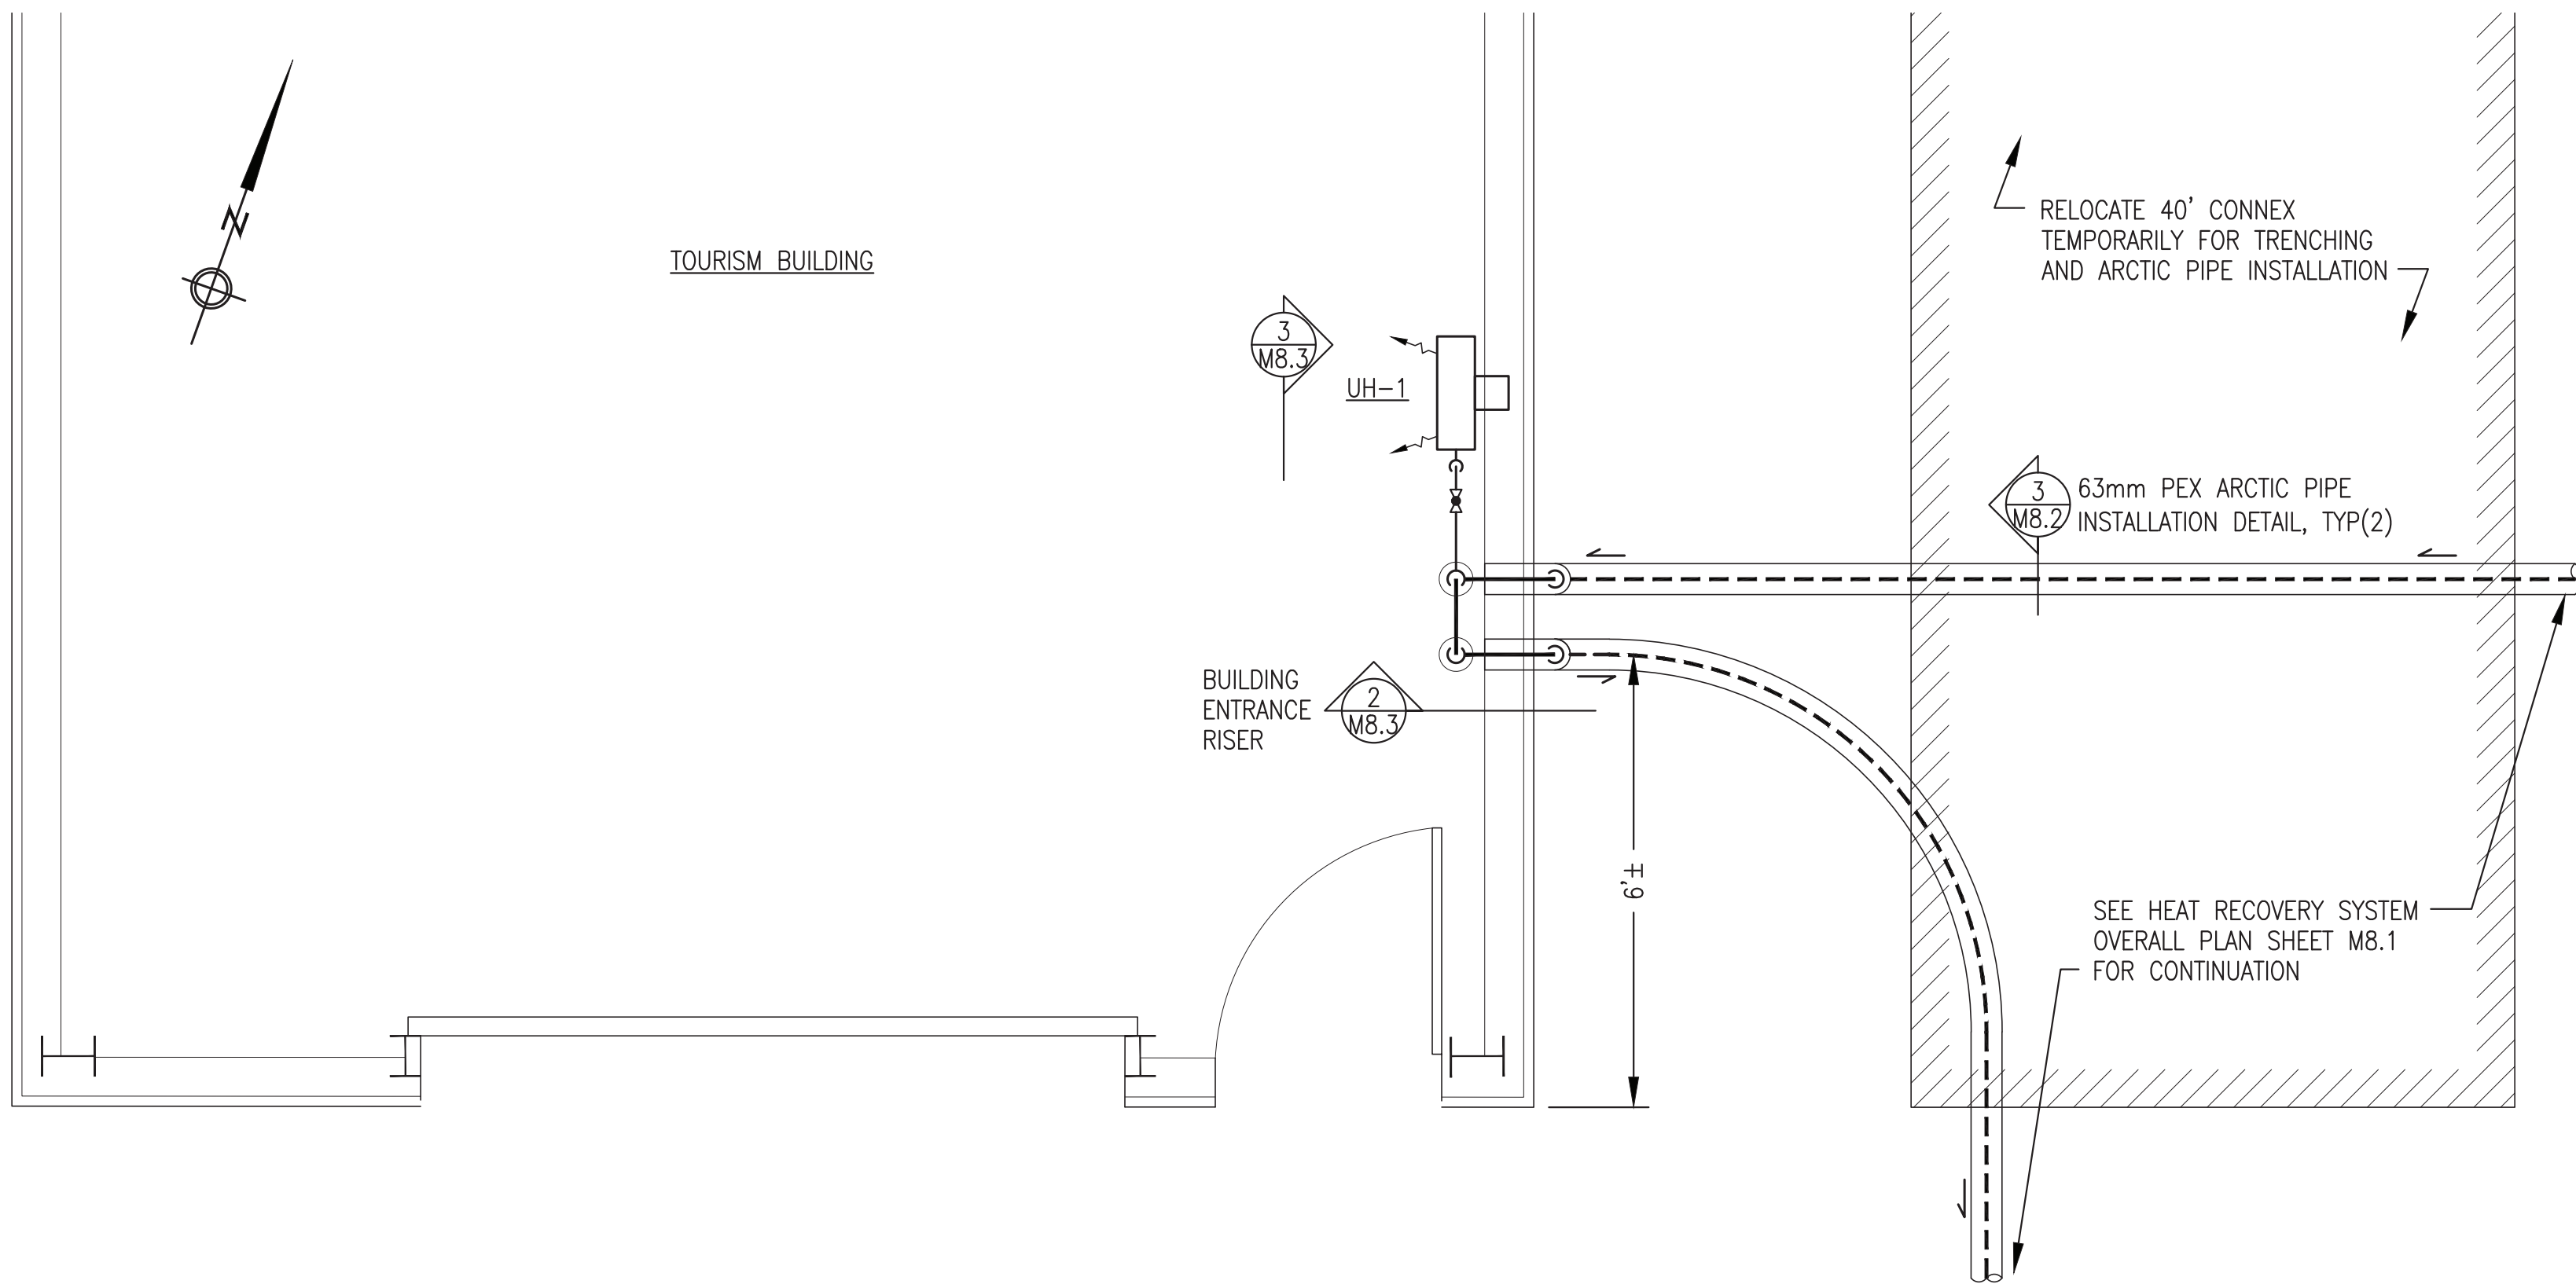 N
TOURISM BUILDING
3
M8.3
UH-1
RELOCATE 40' CONNEX
TEMPORARILY FOR TRENCHING
AND ARCTIC PIPE INSTALLATION
3
M8.2
63mm PEX ARCTIC PIPE
INSTALLATION DETAIL, TYP(2)
BUILDING
ENTRANCE
RISER
2
M8.3
6'±
SEE HEAT RECOVERY SYSTEM
OVERALL PLAN SHEET M8.1
FOR CONTINUATION